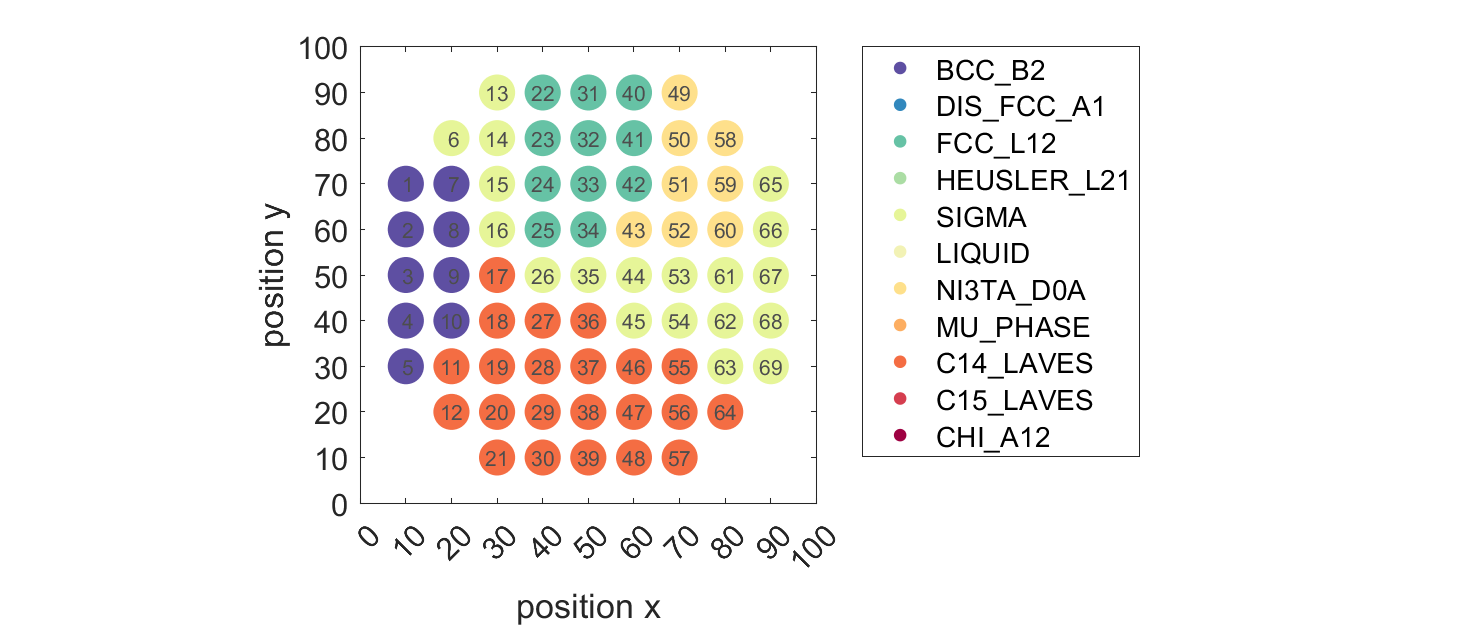 100
90
80
70
60
50
40
30
20
10
0
position y
13 22 31 40 49
6 14 23 32 41 50 58
1 7 15 24 33 42 51 59 65
2 8 16 25 34 43 52 60 66
3 9 17 26 35 44 53 61 67
4 10 18 27 36 45 54 62 68
5 11 19 28 37 46 55 63 69
12 20 29 38 47 56 64
21 30 39 48 57
0 10 20 30 40 50 60 70 80 90 100
position x
BCC_B2
DIS_FCC_A1
FCC_L12
HEUSLER_L21
SIGMA
LIQUID
NI3TA_D0A
MU_PHASE
C14_LAVES
C15_LAVES
CHI_A12